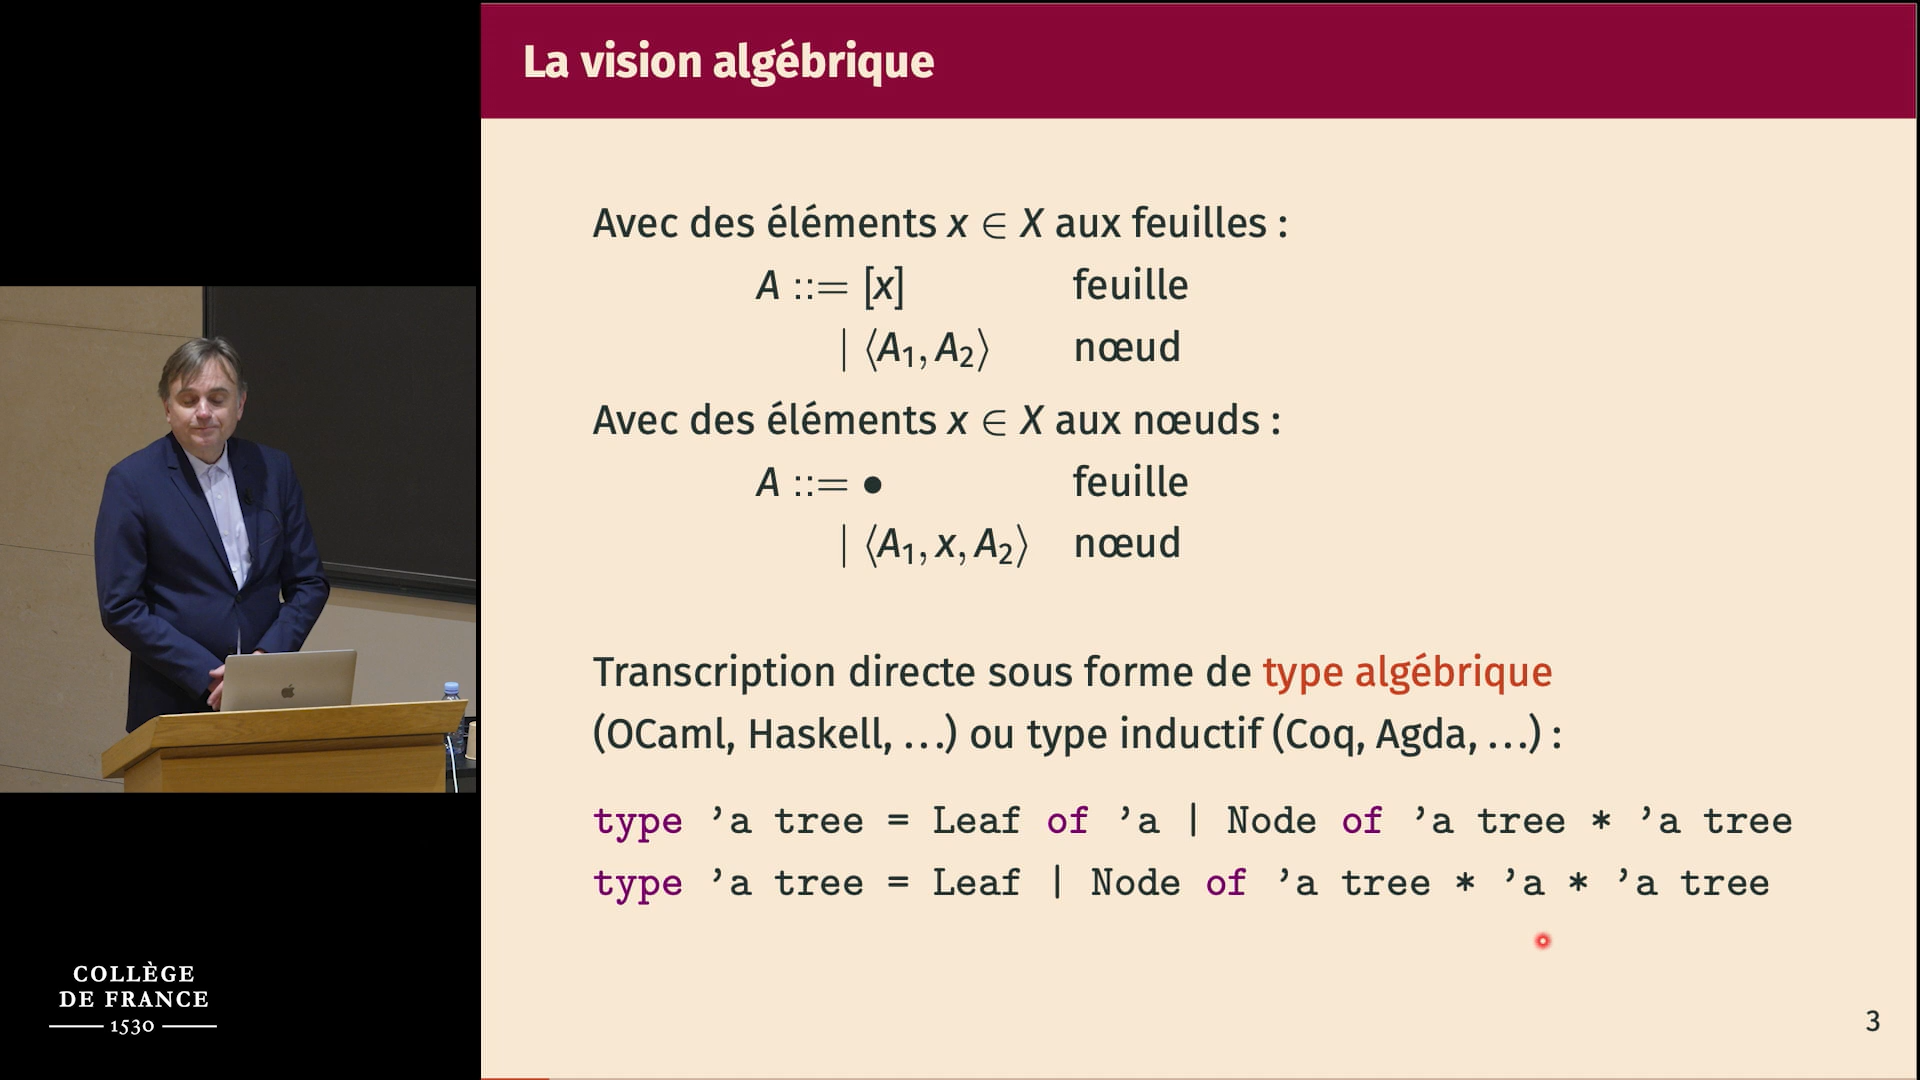 La vision algébrique
Avec des éléments x ∈ X aux feuilles :
A ::= [x] feuille
| ⟨A₁, A₂⟩ nœud
Avec des éléments x ∈ X aux nœuds :
A ::= ● feuille
| ⟨A₁, x, A₂⟩ nœud
Transcription directe sous forme de type algébrique
(OCaml, Haskell, …) ou type inductif (Coq, Agda, …) :
type ’a tree = Leaf of ’a | Node of ’a tree * ’a tree
type ’a tree = Leaf | Node of ’a tree * ’a * ’a tree
3
COLLÈGE
DE FRANCE
1530